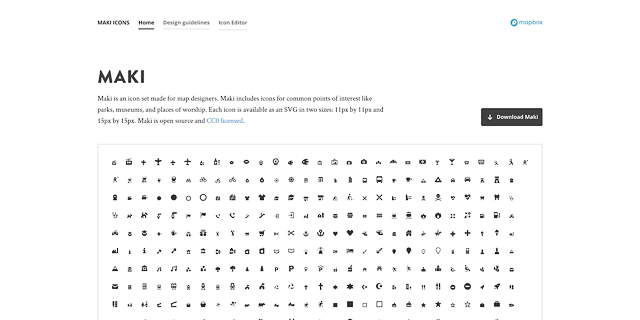 MAKI ICONS Home Design guidelines Icon Editor mapbox
MAKI
Maki is an icon set made for map designers. Maki includes icons for common points of interest like
parks, museums, and places of worship. Each icon is available as an SVG in two sizes: 11px by 11px and
15px by 15px. Maki is open source and CC0 licensed.
Download Maki